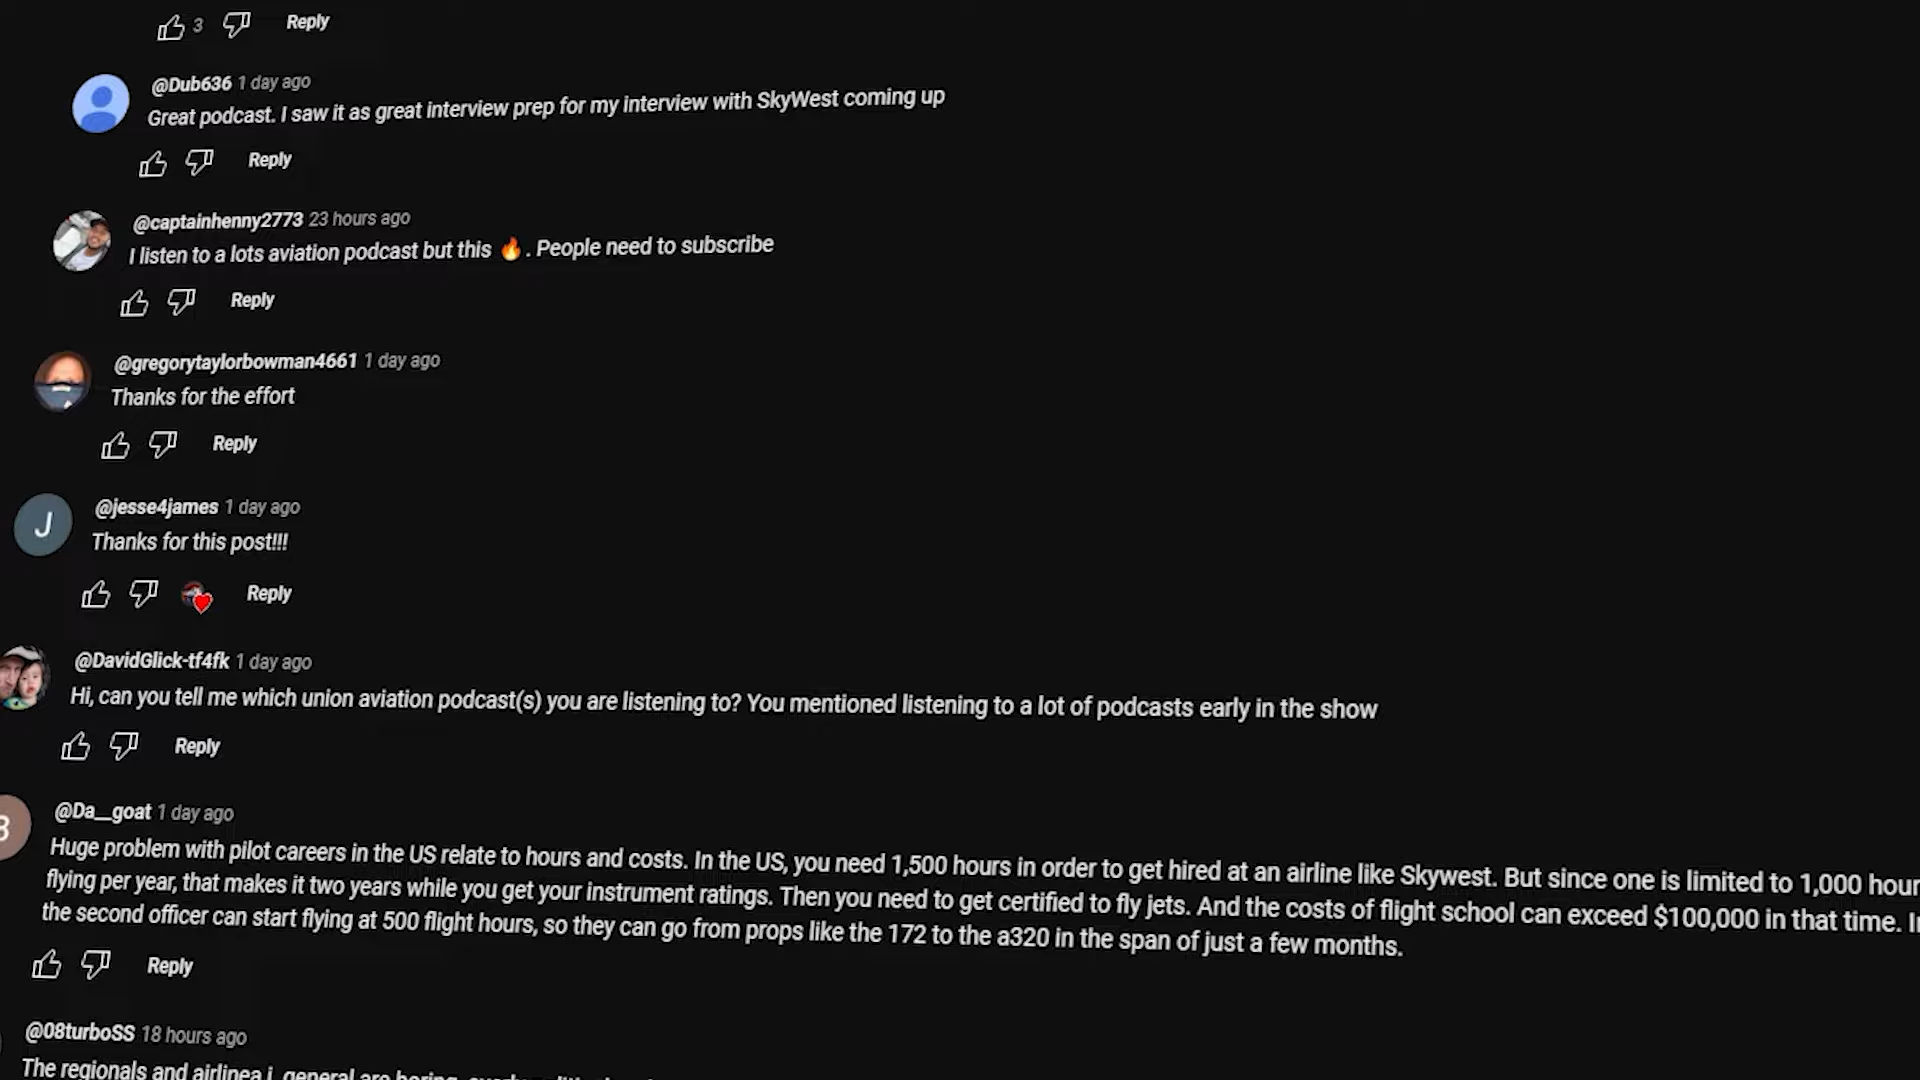 3 Reply
@Dub636 1 day ago
Great podcast. I saw it as great interview prep for my interview with SkyWest coming up
Reply
@captainhenny2773 23 hours ago
I listen to a lots aviation podcast but this 🔥. People need to subscribe
Reply
@gregorytaylorbowman4661 1 day ago
Thanks for the effort
Reply
J
@jesse4james 1 day ago
Thanks for this post!!!
Reply
@DavidGlick-tf4fk 1 day ago
Hi, can you tell me which union aviation podcast(s) you are listening to? You mentioned listening to a lot of podcasts early in the show
Reply
@Da__goat 1 day ago
Huge problem with pilot careers in the US relate to hours and costs. In the US, you need 1,500 hours in order to get hired at an airline like Skywest. But since one is limited to 1,000 hour
flying per year, that makes it two years while you get your instrument ratings. Then you need to get certified to fly jets. And the costs of flight school can exceed $100,000 in that time. I
the second officer can start flying at 500 flight hours, so they can go from props like the 172 to the a320 in the span of just a few months.
Reply
@08turboSS 18 hours ago
The regionals and airlinea i general are boring,